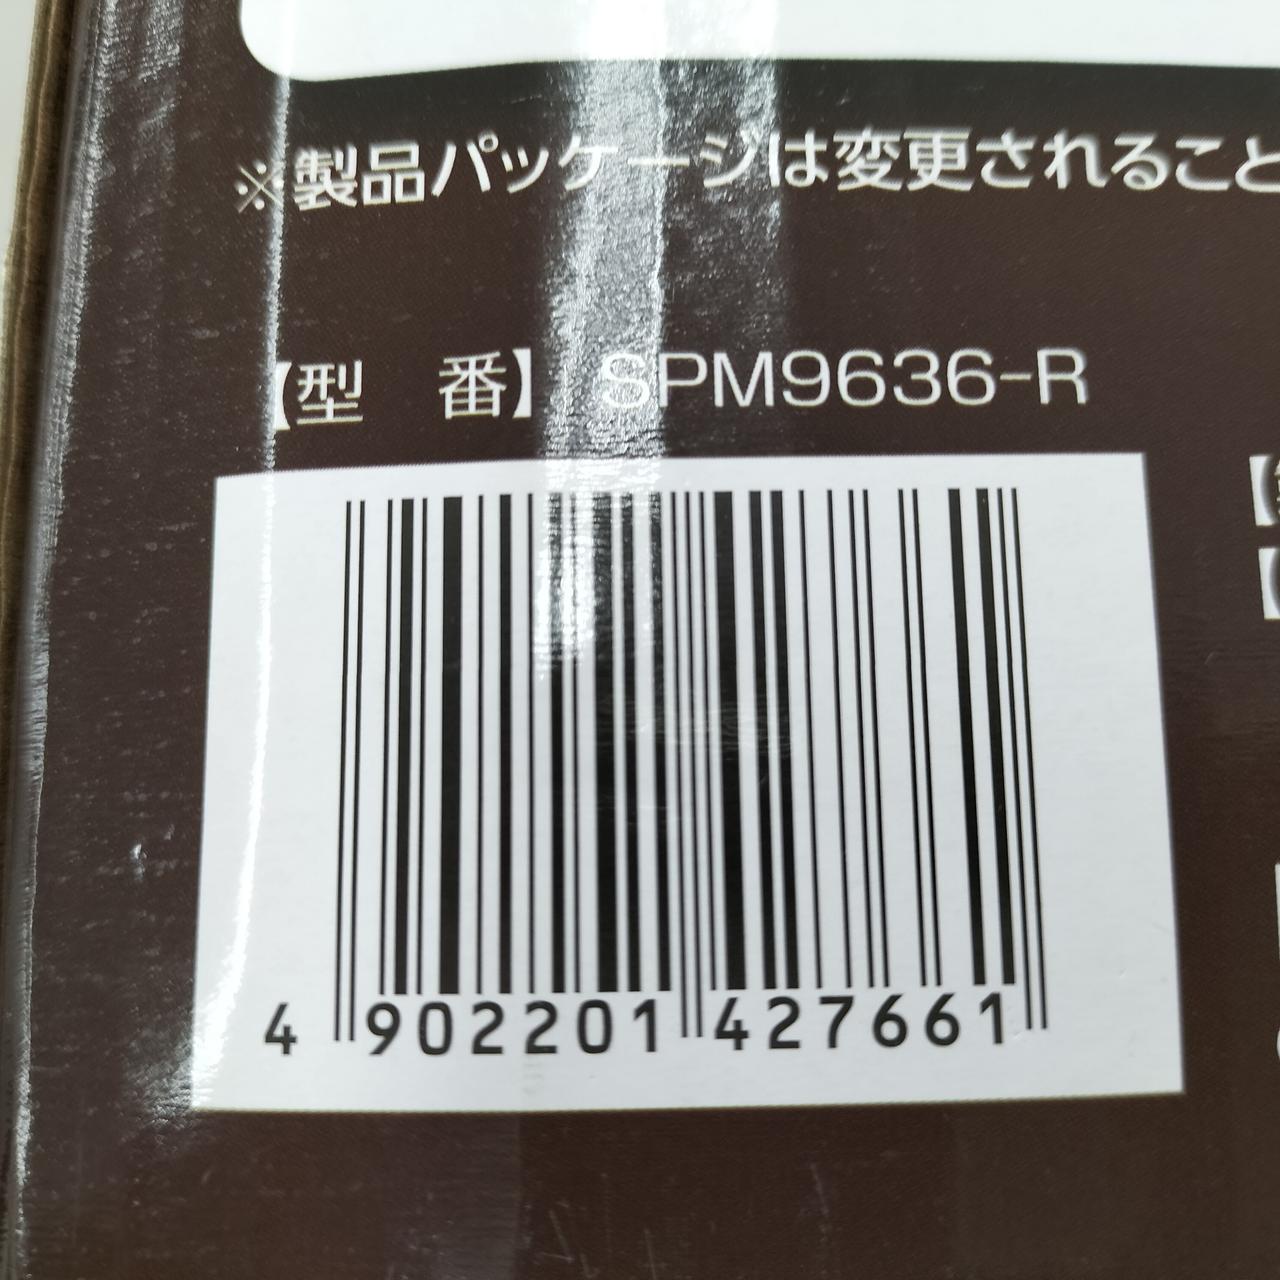 ※製品パッケージは変更されること
【型 番】 SPM9636-R
4 902201 427661